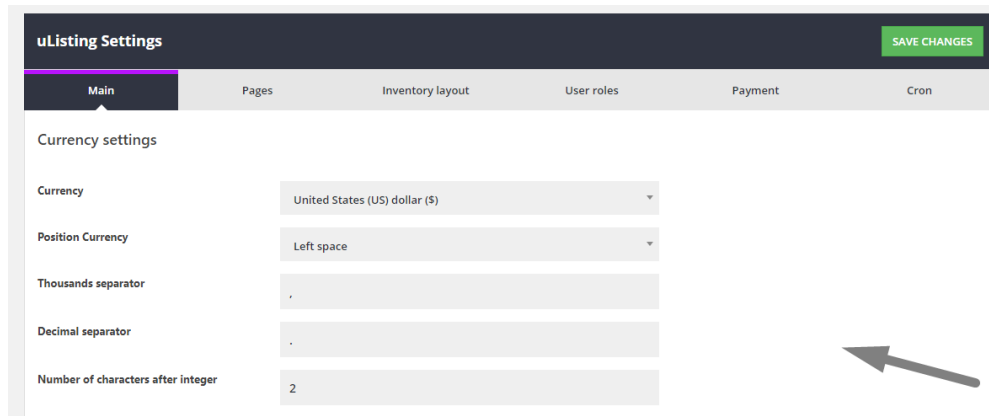 uListing Settings
SAVE CHANGES
Main Pages Inventory layout User roles Payment Cron
Currency settings
Currency United States (US) dollar ($)
Position Currency Left space
Thousands separator ,
Decimal separator .
Number of characters after integer 2